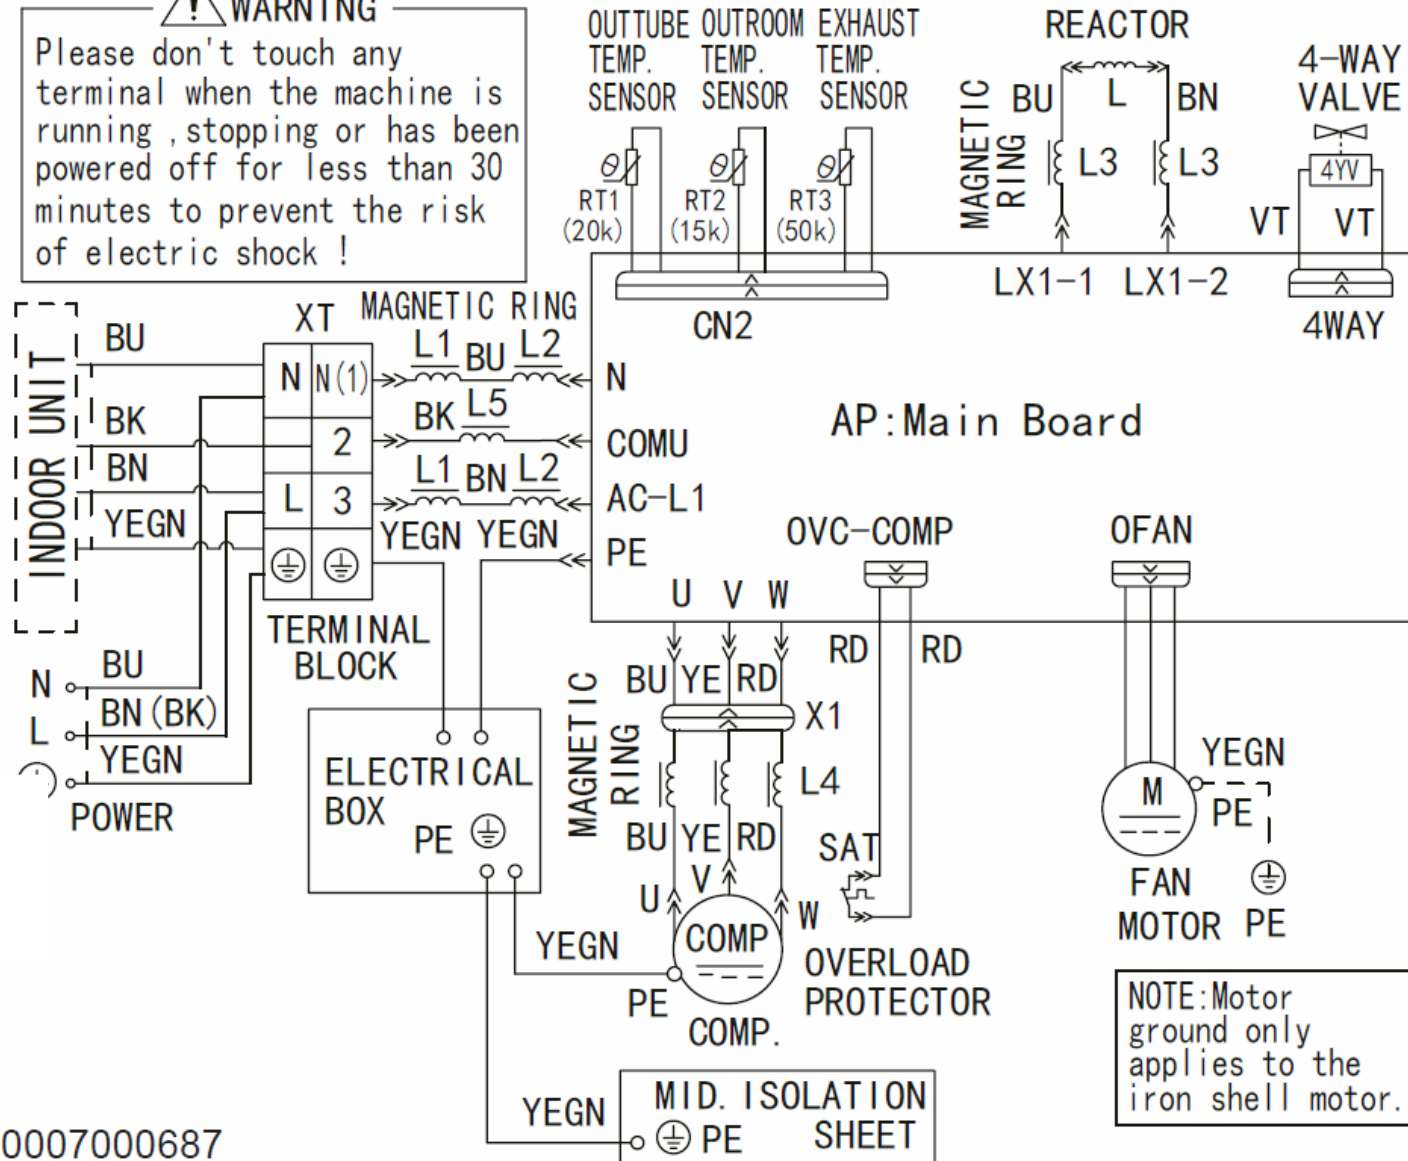 WARNING
Please don't touch any
terminal when the machine is
running ,stopping or has been
powered off for less than 30
minutes to prevent the risk
of electric shock !
OUTTUBE OUTROOM EXHAUST
TEMP. TEMP. TEMP.
SENSOR SENSOR SENSOR
θ θ θ
RT1 RT2 RT3
(20k) (15k) (50k)
CN2
REACTOR
MAGNETIC
RING
BU L BN
L3 L3
LX1-1 LX1-2
4-WAY
VALVE
4YV
VT VT
4WAY
INDOOR UNIT
BU
BK
BN
YEGN
XT
N N(1)
2
L 3
TERMINAL
BLOCK
MAGNETIC RING
L1 BU L2
BK L5
L1 BN L2
YEGN YEGN
N
COMU
AC-L1
PE
AP:Main Board
U V W
OVC-COMP
OFAN
N BU
L BN(BK)
YEGN
POWER
ELECTRICAL
BOX
PE
MAGNETIC
RING
BU YE RD
X1
L4
BU YE RD
U V W
COMP
PE
COMP.
YEGN
RD RD
SAT
OVERLOAD
PROTECTOR
M
YEGN
PE
FAN
MOTOR PE
NOTE:Motor
ground only
applies to the
iron shell motor.
YEGN
MID. ISOLATION
PE SHEET
0007000687